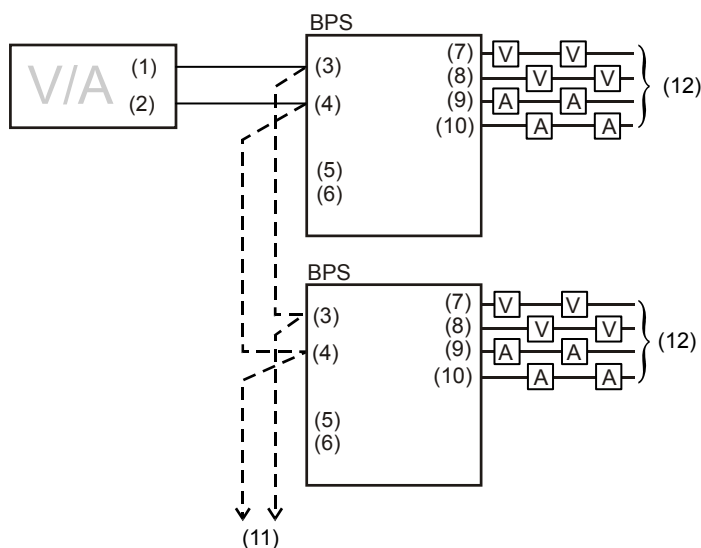 BPS
V/A
(1)
(2)
(3)
(4)
(5)
(6)
(7)
(8)
(9)
(10)
V V
V V
A A
A A
(12)
BPS
(3)
(4)
(5)
(6)
(7)
(8)
(9)
(10)
V V
V V
A A
A A
(12)
(11)